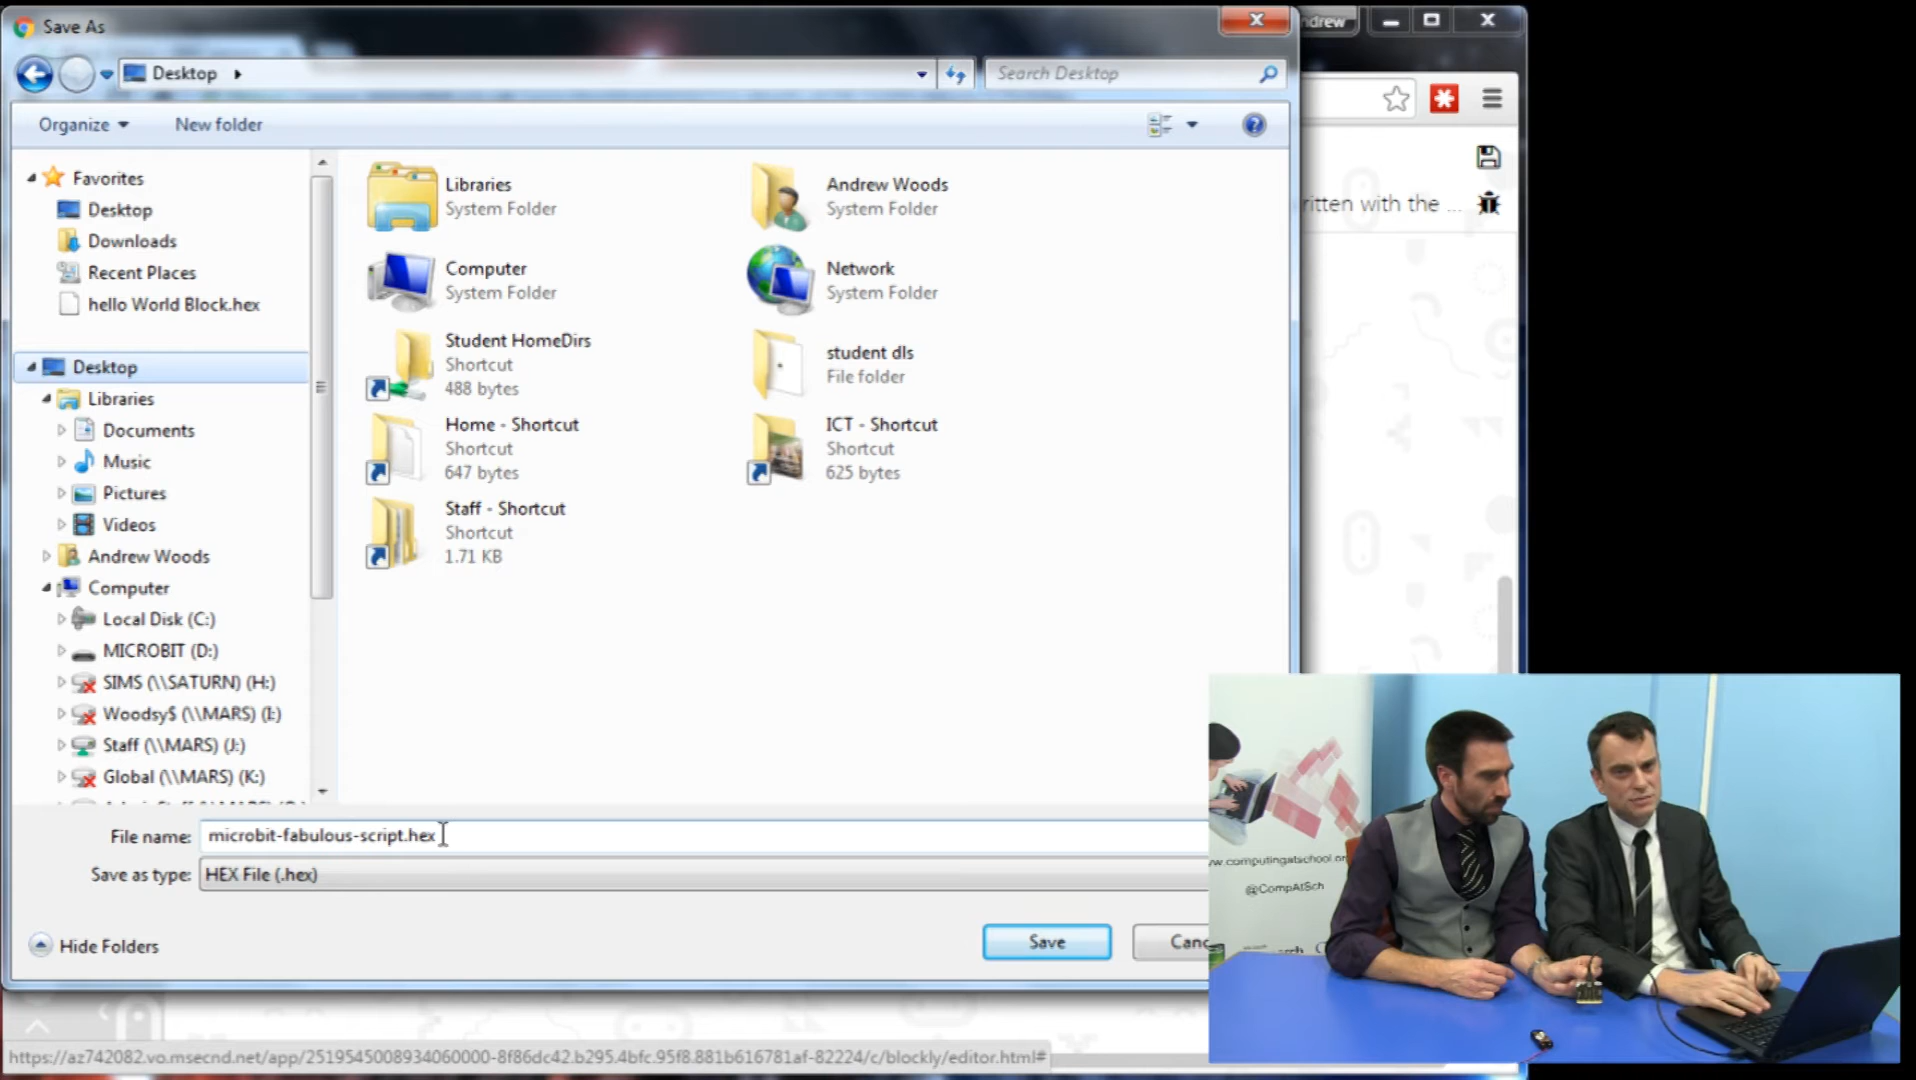 Save As
ndrew
Desktop
Search Desktop
Organize
New folder
ritten with the ...
Favorites
Desktop
Downloads
Recent Places
hello World Block.hex
Desktop
Libraries
Documents
Music
Pictures
Videos
Andrew Woods
Computer
Local Disk (C:)
MICROBIT (D:)
SIMS (\\SATURN) (H:)
Woodsy$ (\\MARS) (I:)
Staff (\\MARS) (J:)
Global (\\MARS) (K:)
Libraries
System Folder
Andrew Woods
System Folder
Computer
System Folder
Network
System Folder
Student HomeDirs
Shortcut
488 bytes
student dls
File folder
Home - Shortcut
Shortcut
647 bytes
ICT - Shortcut
Shortcut
625 bytes
Staff - Shortcut
Shortcut
1.71 KB
File name: microbit-fabulous-script.hex
Save as type: HEX File (.hex)
Hide Folders
Save
Canc
www.computingatschool.org
@CompAtSch
https://az742082.vo.msecnd.net/app/2519545008934060000-8f86dc42.b295.4bfc.95f8.881b616781af-82224/c/blockly/editor.html#